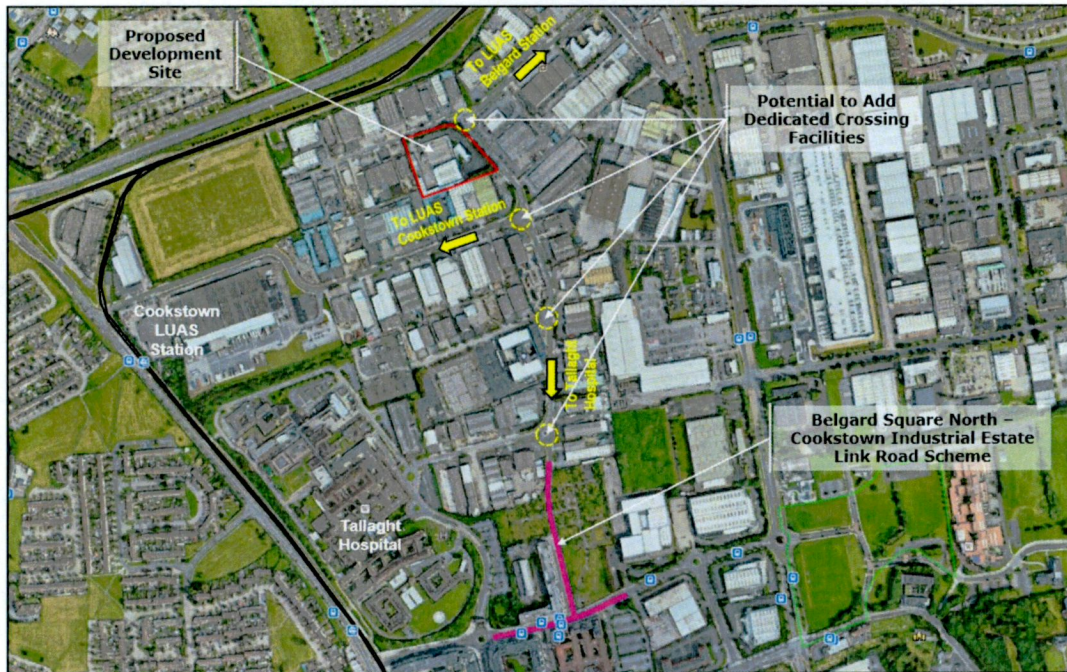 Proposed
Development
Site
To LUAS
Belgard Station
Potential to Add
Dedicated Crossing
Facilities
To LUAS
Cookstown Station
Cookstown
LUAS
Station
To Tallaght
Hospital
Belgard Square North –
Cookstown Industrial Estate
Link Road Scheme
Tallaght
Hospital